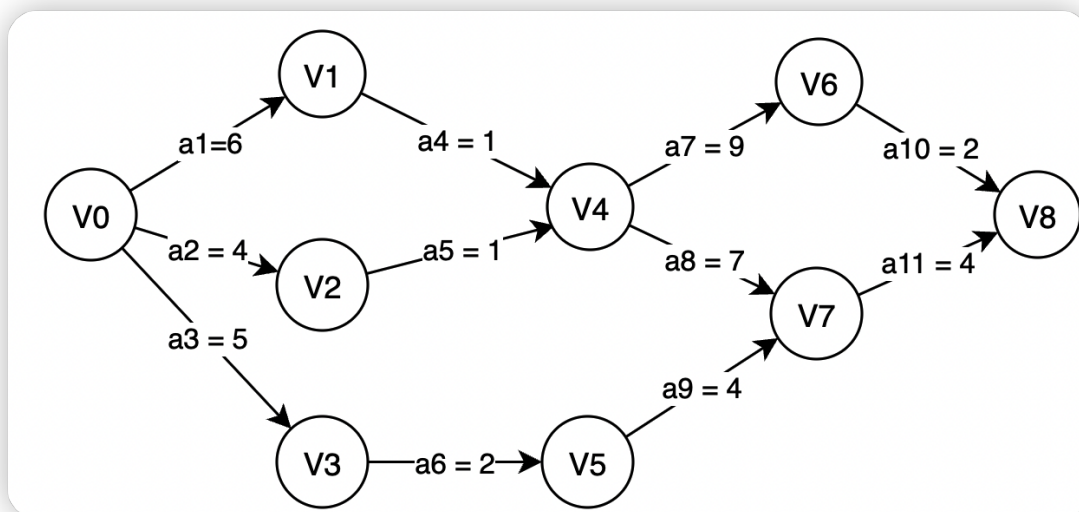 V1
V6
a1=6
a4 = 1
a7 = 9
a10 = 2
V0
V4
V8
a2 = 4
a5 = 1
a8 = 7
a11 = 4
V2
V7
a3 = 5
a9 = 4
V3
a6 = 2
V5